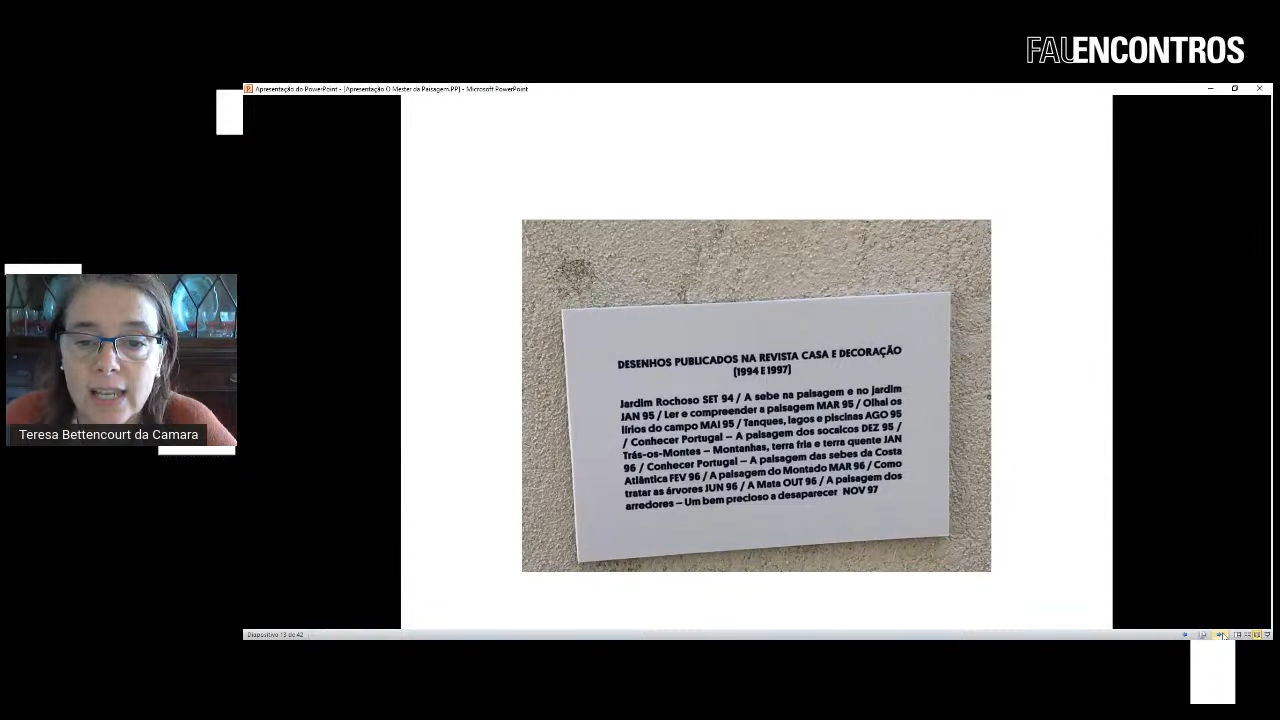 FALENCONTROS
Apresentação do PowerPoint - [Apresentação O Mester da Paisagem.PP] - Microsoft PowerPoint
DESENHOS PUBLICADOS NA REVISTA CASA E DECORAÇÃO
(1994 E 1997)
Jardim Rochoso SET 94 / A sebe na paisagem e no jardim
JAN 95 / Ler e compreender a paisagem MAR 95 / Olhai os
lírios do campo MAI 95 / Tanques, lagos e piscinas AGO 95
/ Conhecer Portugal – A paisagem dos socalcos DEZ 95 /
Trás-os-Montes – Montanhas, terra fria e terra quente JAN
96 / Conhecer Portugal – A paisagem das sebes da Costa
Atlântica FEV 96 / A paisagem do Montado MAR 96 / Como
tratar as árvores JUN 96 / A Mata OUT 96 / A paisagem dos
arredores – Um bem precioso a desaparecer NOV 97
Teresa Bettencourt da Camara
Diapositivo 13 de 42